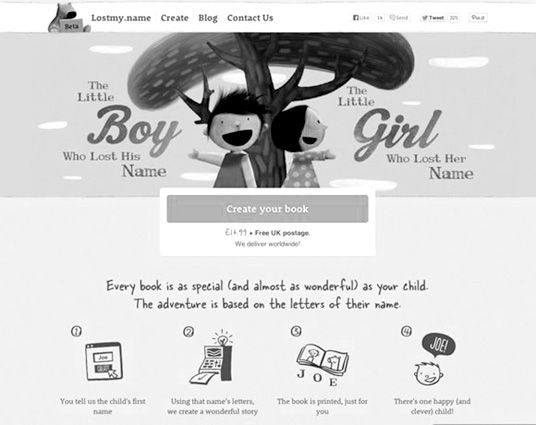 Beta
Lostmy.name Create Blog Contact Us
Like 1k Send Tweet Pin it
The
Little
Boy
Who Lost His
Name
The
Little
Girl
Who Lost Her
Name
Create your book
+ Free UK postage.
We deliver worldwide!
Every book is as special (and almost as wonderful) as your child.
The adventure is based on the letters of their name.
1
Joe
You tell us the child's first
name
2
Using that name's letters,
we create a wonderful story
3
J O E
The book is printed, just for
you
4
JOE!
There's one happy (and
clever) child!